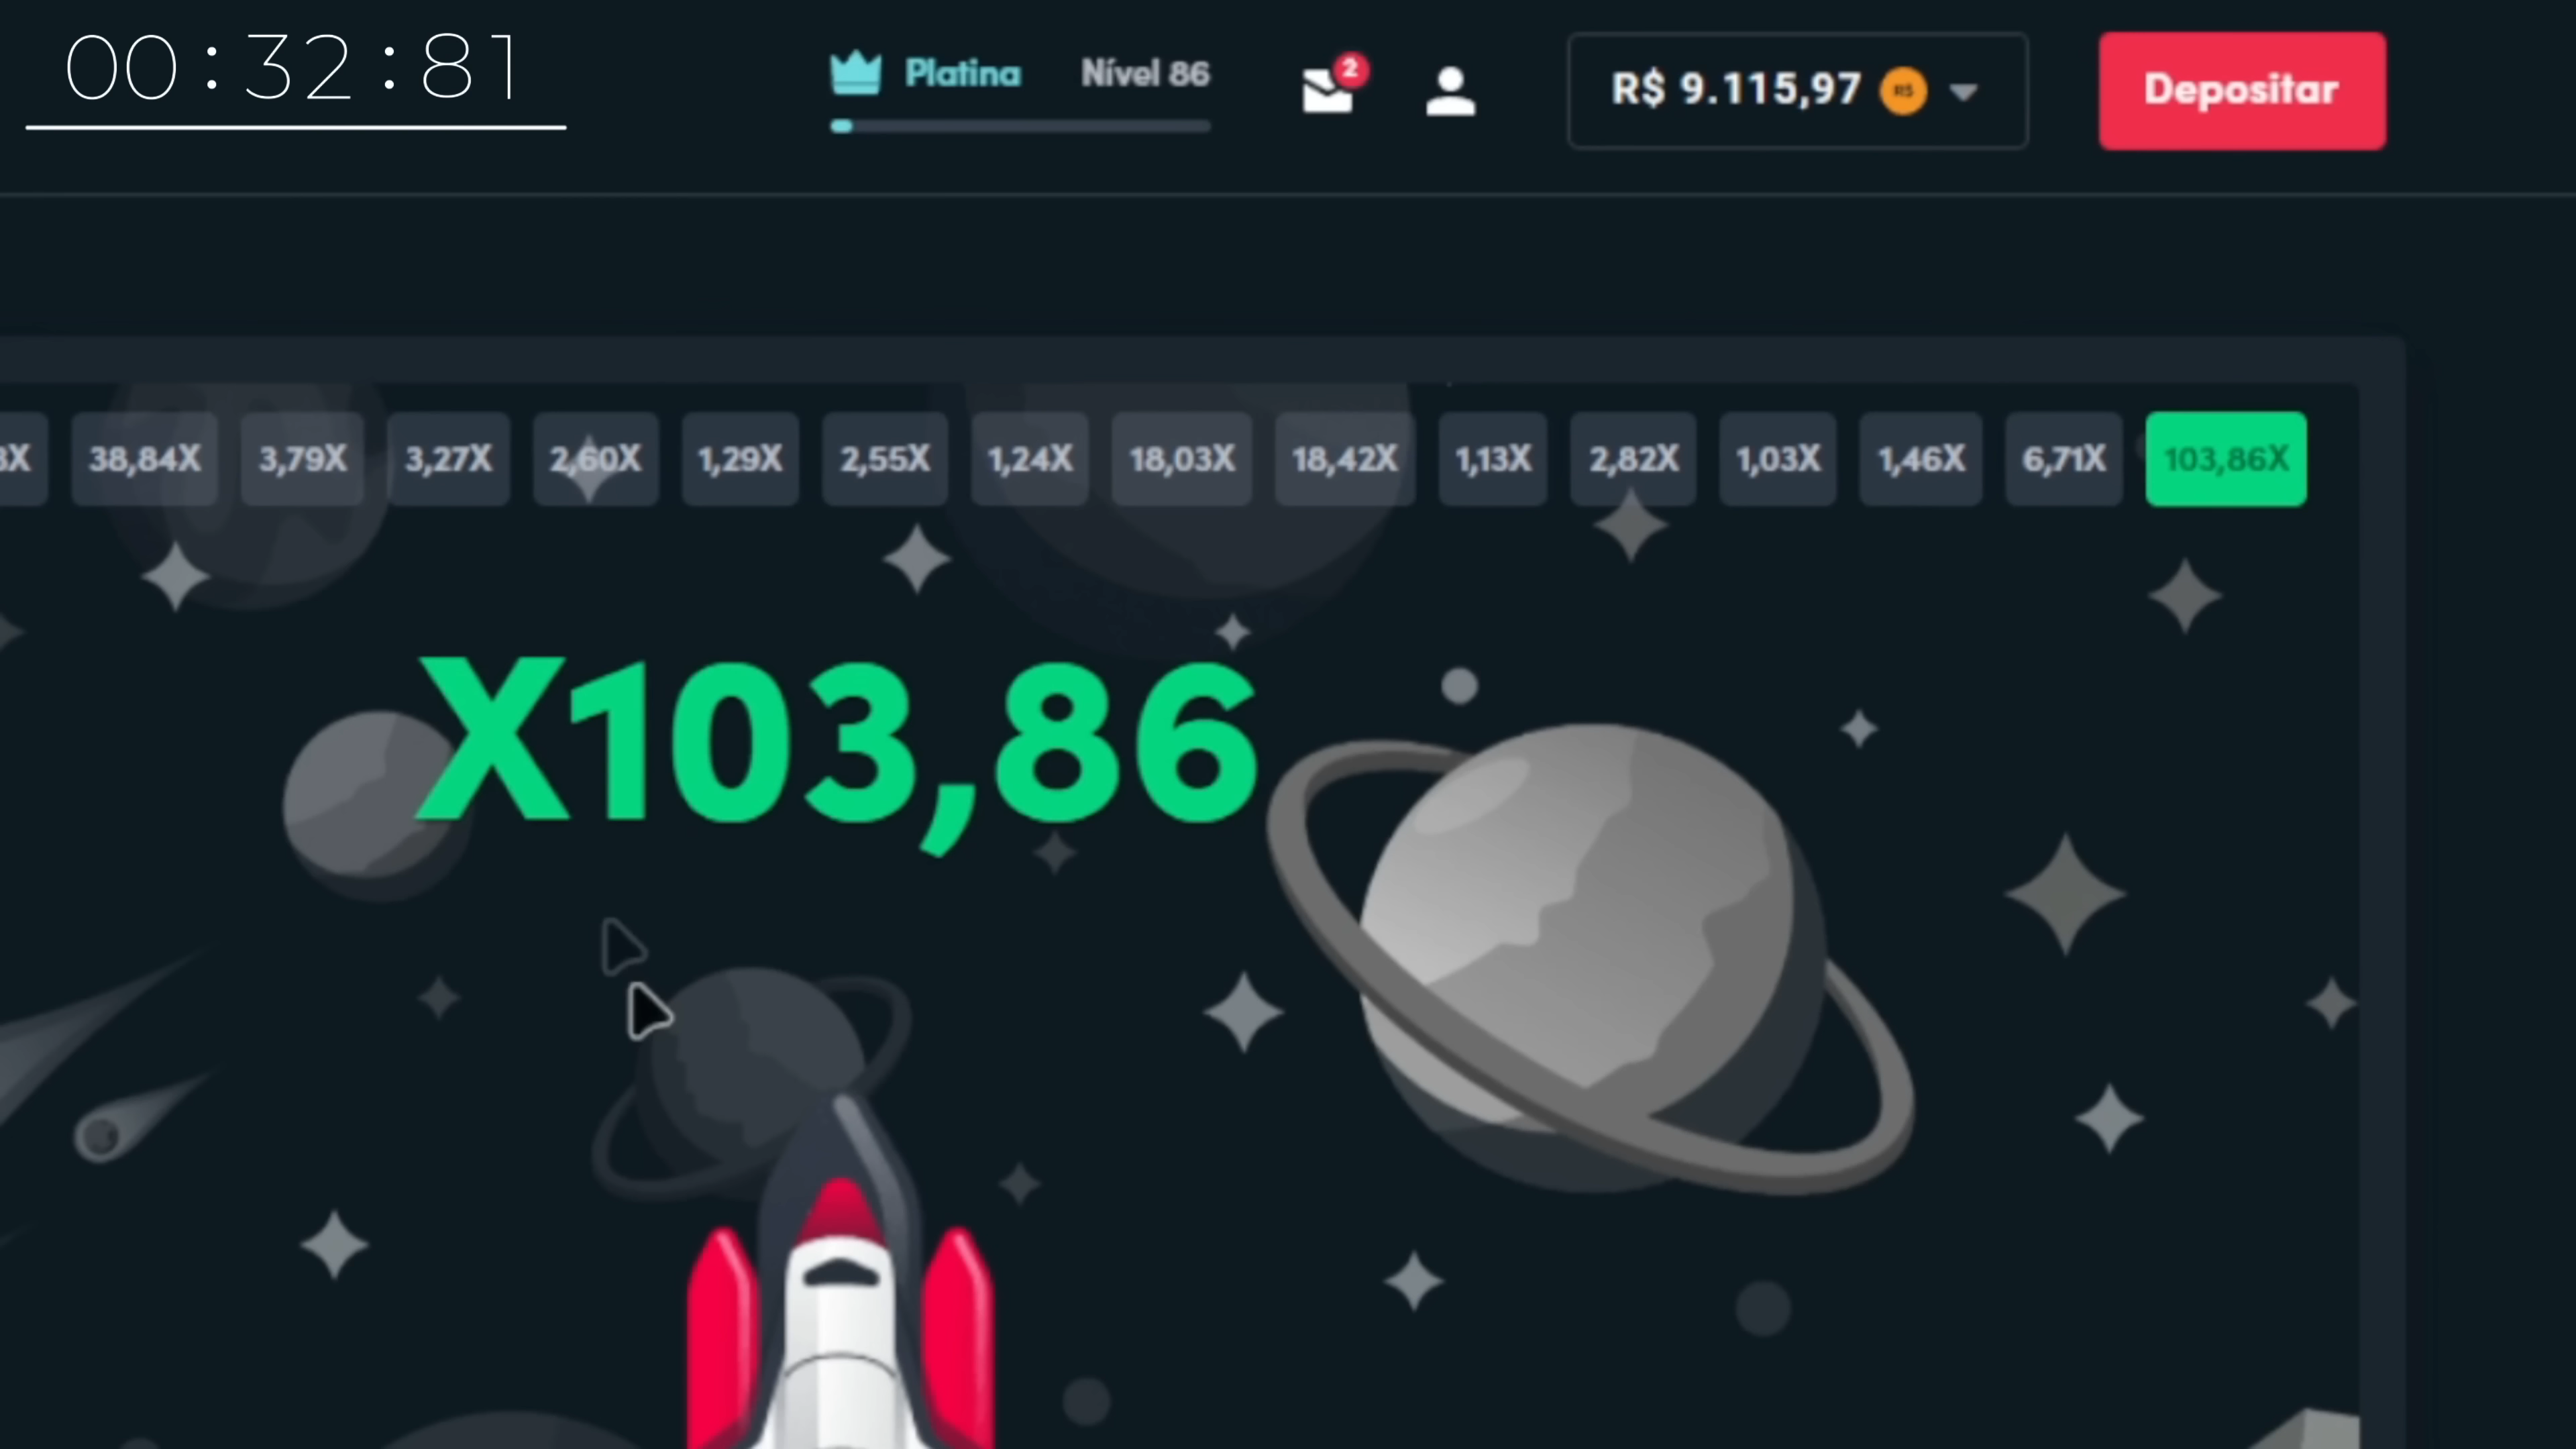 00:32:81
Platina Nível 86
2
R$ 9.115,97 R$
Depositar
38,84X 3,79X 3,27X 2,60X 1,29X 2,55X 1,24X 18,03X 18,42X 1,13X 2,82X 1,03X 1,46X 6,71X 103,86X
X103,86